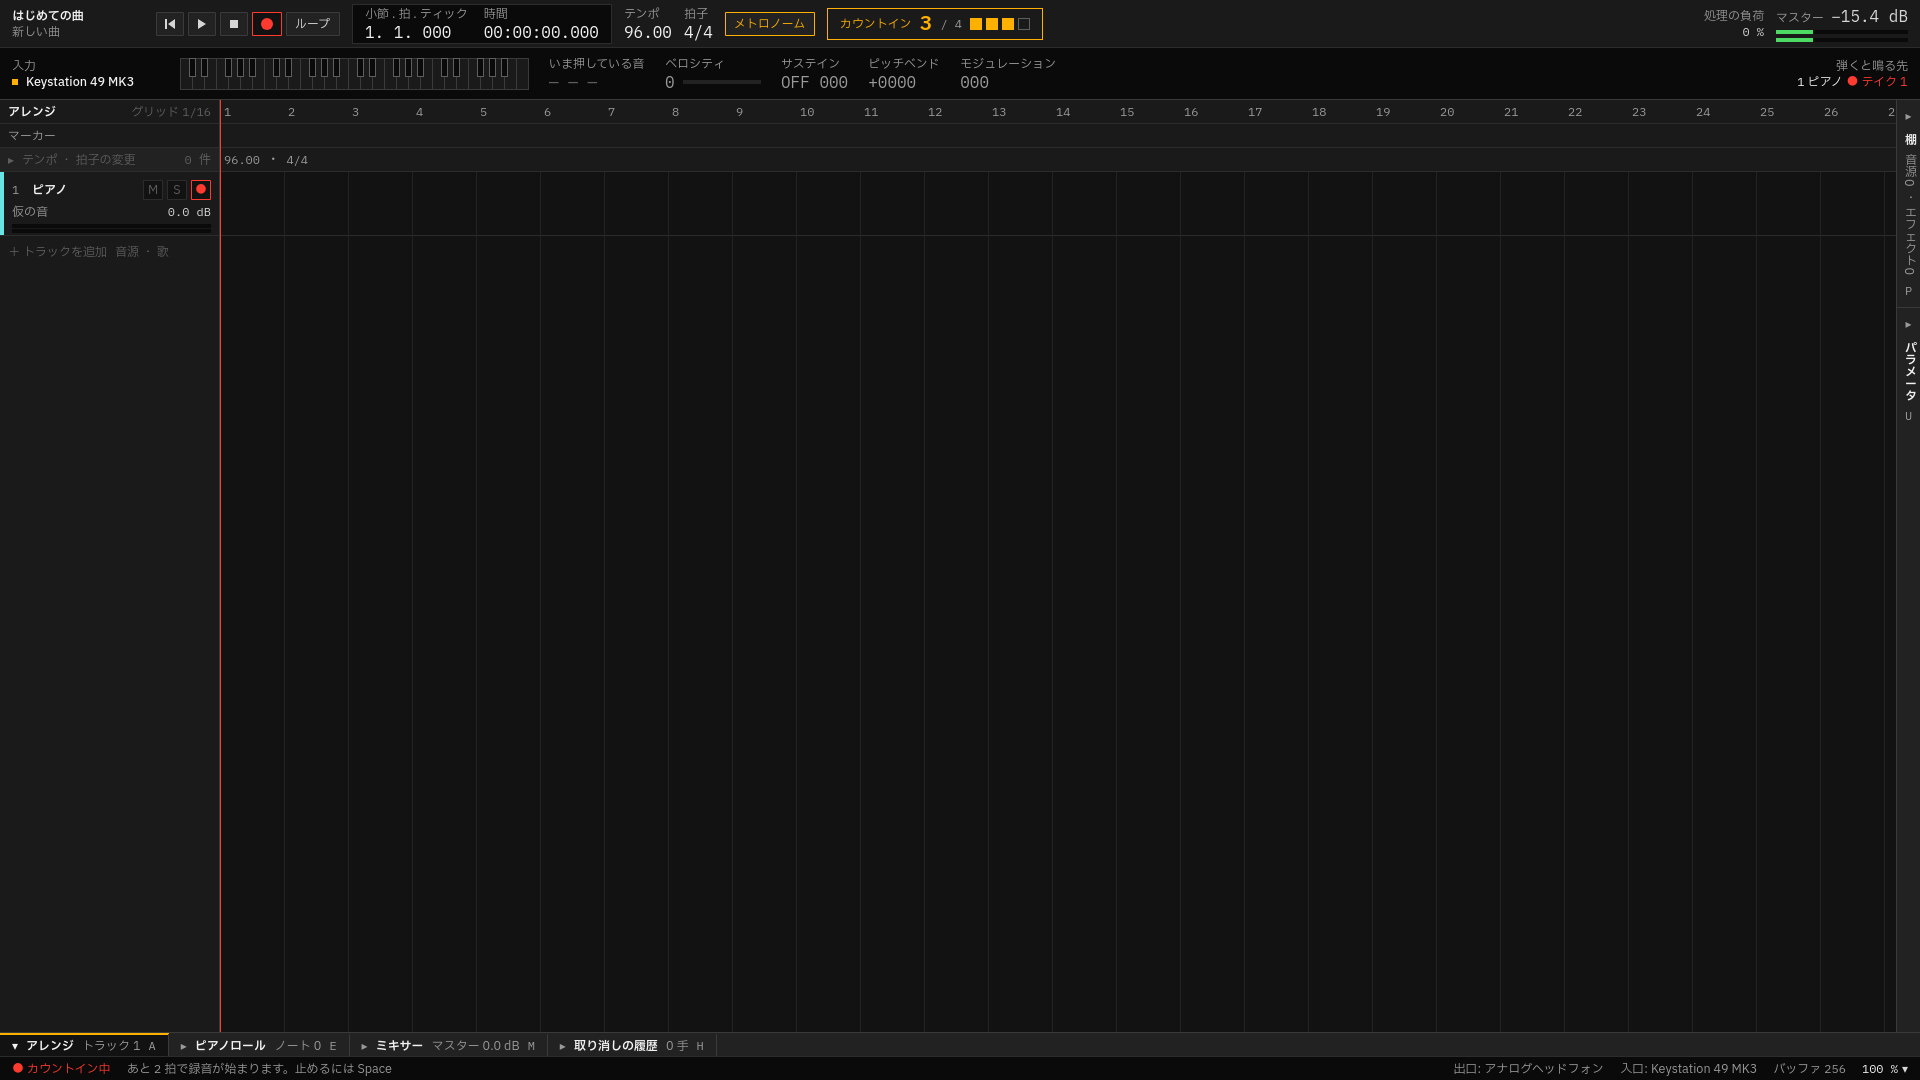 はじめての曲
新しい曲
ループ
小節 . 拍 . ティック 時間
1. 1. 000 00:00:00.000
テンポ 拍子
96.00 4/4
メトロノーム
カウントイン 3 / 4
処理の負荷
0 %
マスター −15.4 dB
入力
Keystation 49 MK3
いま押している音 ベロシティ サステイン ピッチベンド モジュレーション
— — — 0 OFF 000 +0000 000
弾くと鳴る先
1 ピアノ テイク 1
アレンジ グリッド 1/16
1 2 3 4 5 6 7 8 9 10 11 12 13 14 15 16 17 18 19 20 21 22 23 24 25 26 2
マーカー
▸ テンポ · 拍子の変更 0 件
96.00 · 4/4
1 ピアノ M S
仮の音 0.0 dB
＋ トラックを追加 音源 · 歌
▸ 棚 音源 0 · エフェクト 0 P
▸ パラメータ U
▾ アレンジ トラック 1 A
▸ ピアノロール ノート 0 E
▸ ミキサー マスター 0.0 dB M
▸ 取り消しの履歴 0 手 H
カウントイン中 あと 2 拍で録音が始まります。止めるには Space
出口: アナログヘッドフォン 入口: Keystation 49 MK3 バッファ 256 100 % ▾